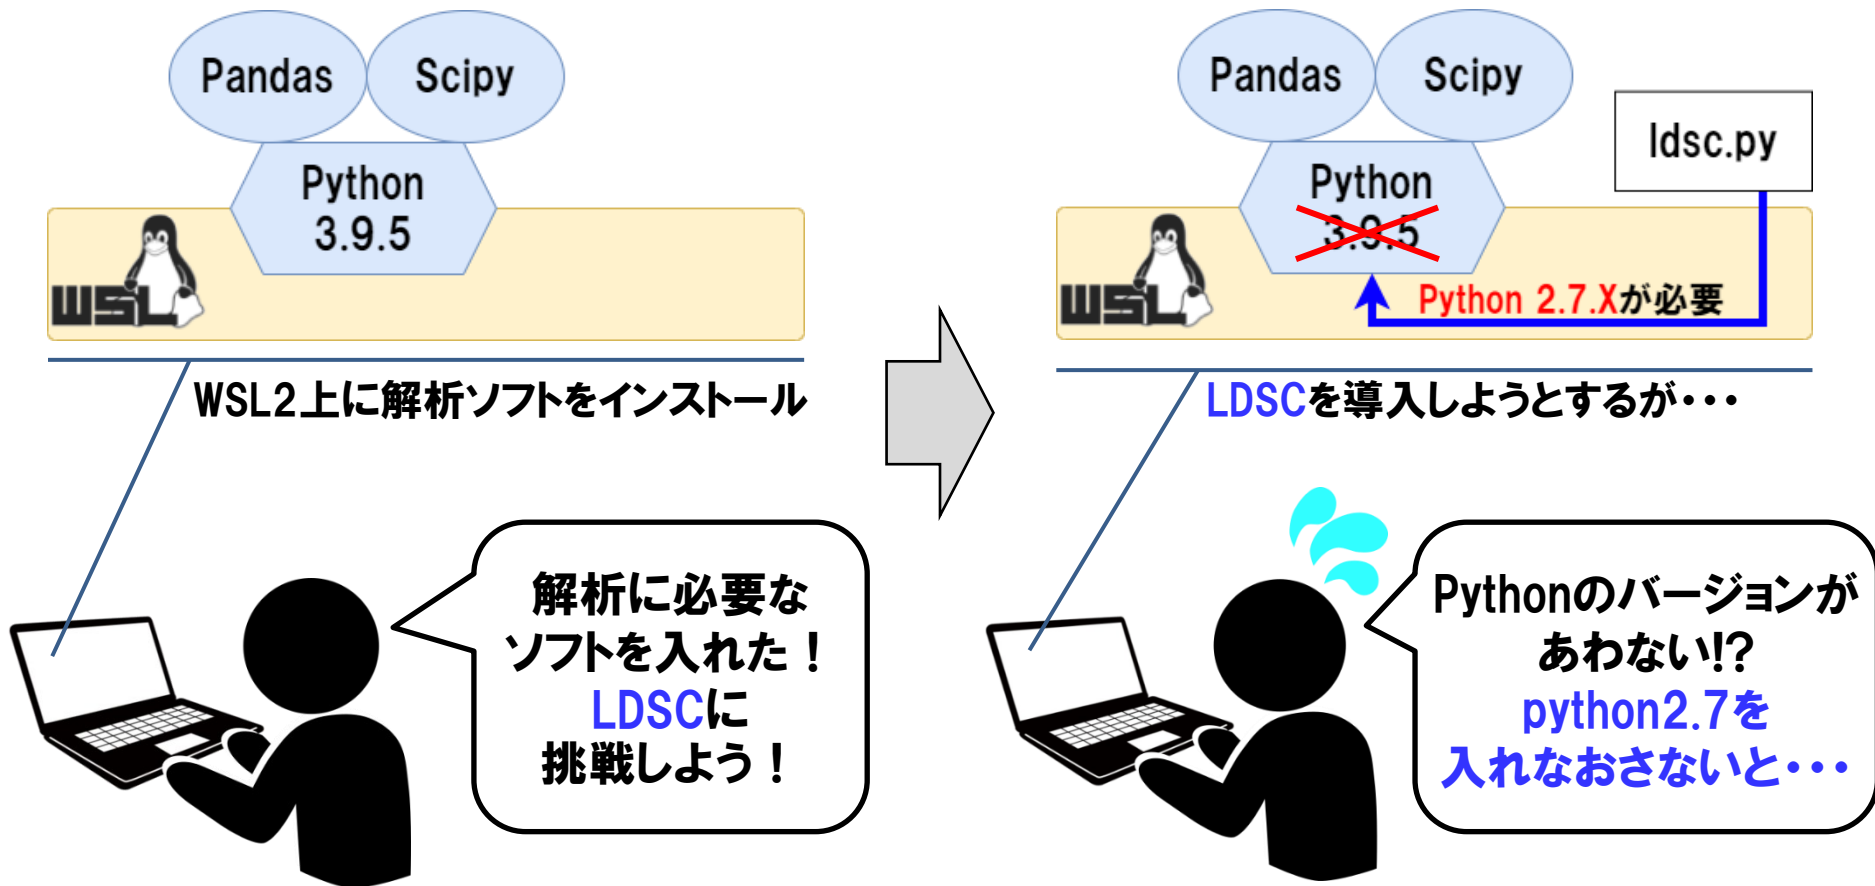 Pandas
Scipy
Python
3.9.5
WSL
WSL2上に解析ソフトをインストール
解析に必要な
ソフトを入れた！
LDSCに
挑戦しよう！
Pandas
Scipy
ldsc.py
Python
3.9.5
Python 2.7.Xが必要
WSL
LDSCを導入しようとするが・・・
Pythonのバージョンが
あわない!?
python2.7を
入れなおさないと・・・